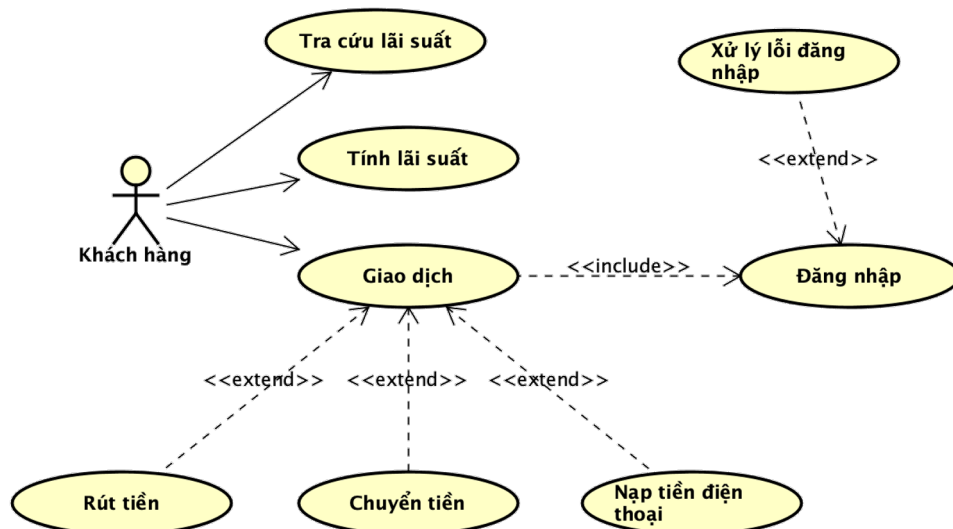 Tra cứu lãi suất
Xử lý lỗi đăng
nhập
Tính lãi suất
<<extend>>
Khách hàng
Giao dịch
<<include>>
Đăng nhập
<<extend>>
<<extend>>
<<extend>>
Rút tiền
Chuyển tiền
Nạp tiền điện
thoại